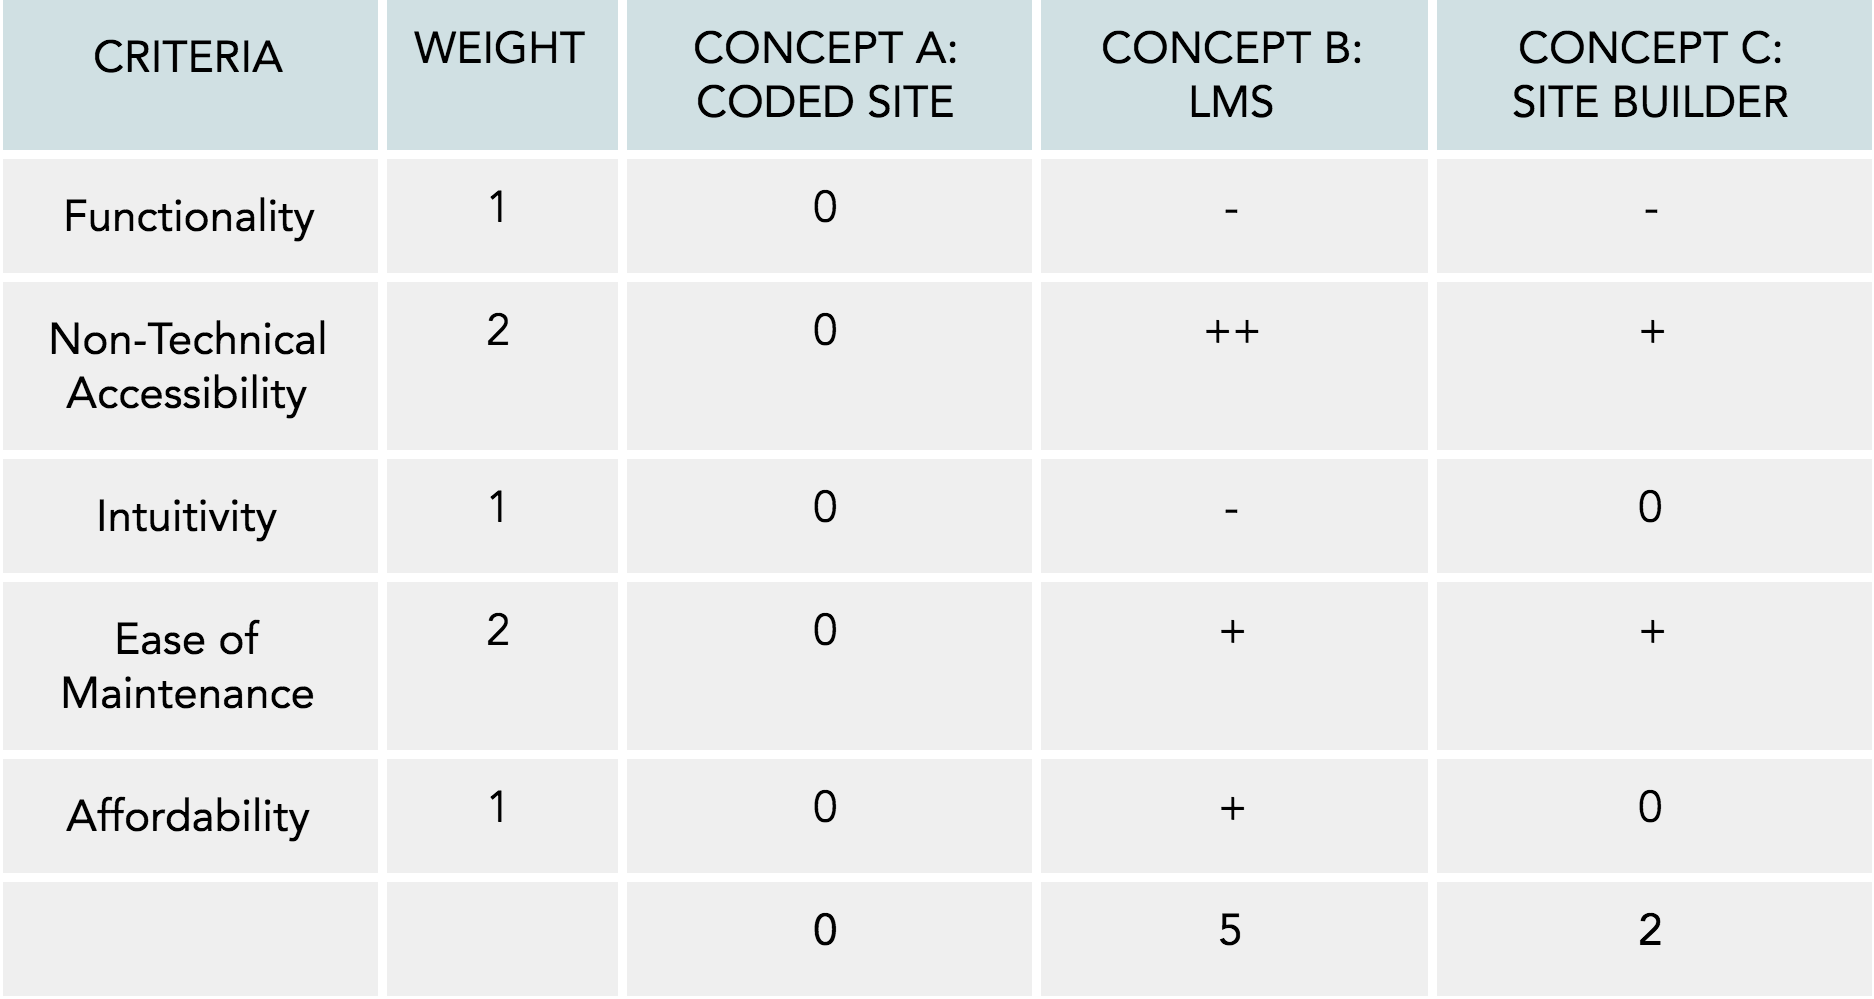 CRITERIA WEIGHT CONCEPT A: CONCEPT B: CONCEPT C:
CODED SITE LMS SITE BUILDER
Functionality 1 0 - -
Non-Technical 2 0 ++ +
Accessibility
Intuitivity 1 0 - 0
Ease of 2 0 + +
Maintenance
Affordability 1 0 + 0
0 5 2